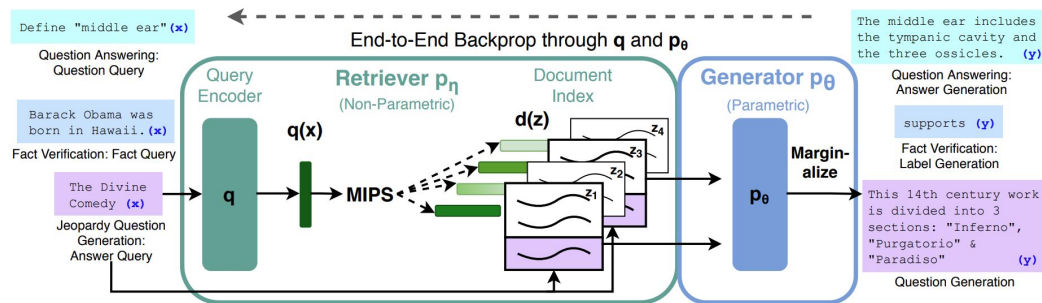 Define "middle ear" (x)
Question Answering:
Question Query
Barack Obama was
born in Hawaii. (x)
Fact Verification: Fact Query
The Divine
Comedy (x)
Jeopardy Question
Generation:
Answer Query
End-to-End Backprop through q and pθ
Query
Encoder
q
Retriever pη
(Non-Parametric)
q(x)
MIPS
Document
Index
d(z)
z4
z3
z2
z1
Generator pθ
(Parametric)
pθ
Margin-
alize
The middle ear includes
the tympanic cavity and
the three ossicles. (y)
Question Answering:
Answer Generation
supports (y)
Fact Verification:
Label Generation
This 14th century work
is divided into 3
sections: "Inferno",
"Purgatorio" &
"Paradiso" (y)
Question Generation